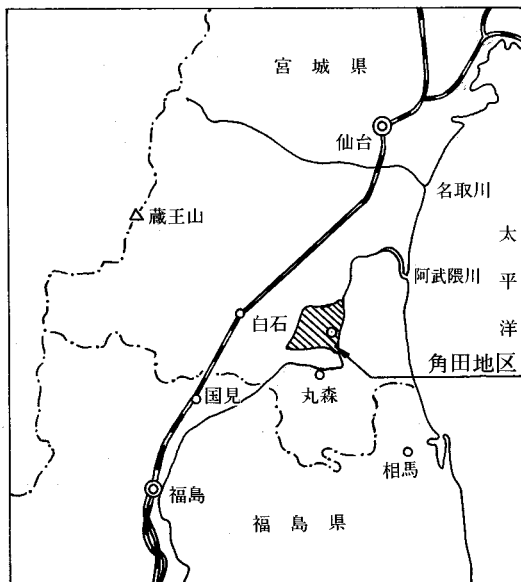 宮城県
仙台
名取川
蔵王山
太平洋
阿武隈川
白石
角田地区
丸森
国見
相馬
福島
福島県